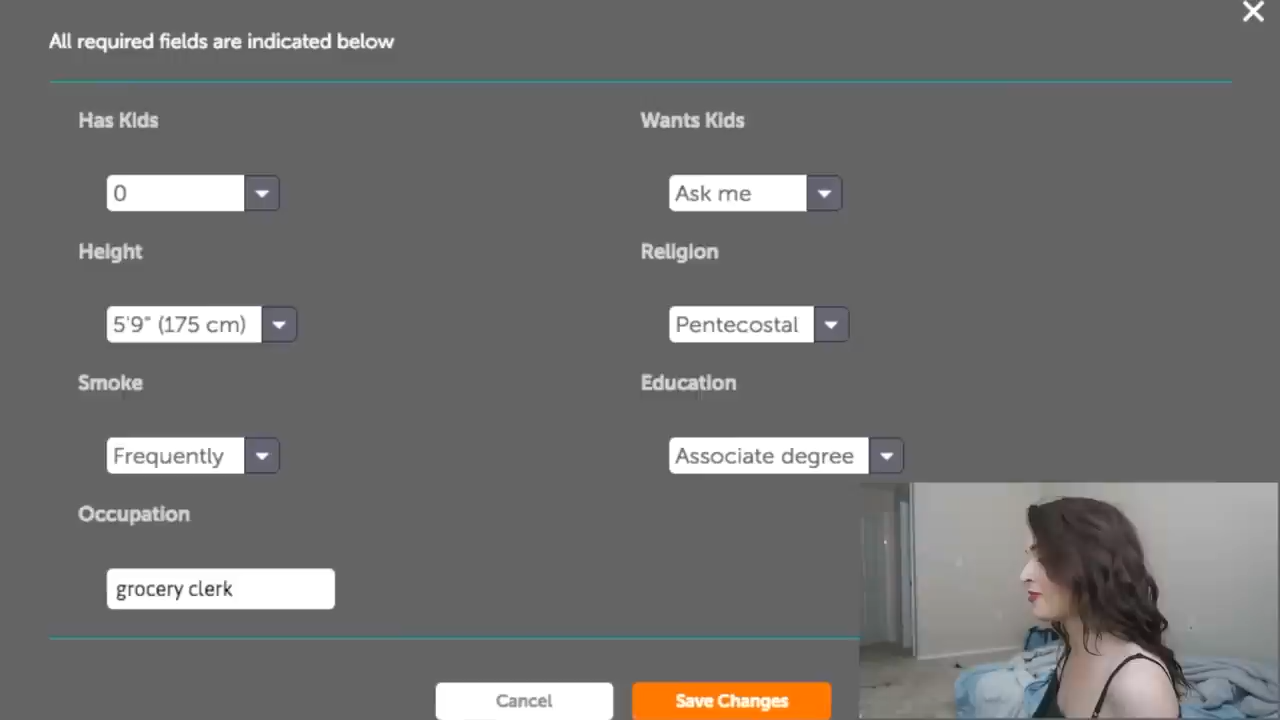 All required fields are indicated below
Has Kids
Wants Kids
0
Ask me
Height
Religion
5'9" (175 cm)
Pentecostal
Smoke
Education
Frequently
Associate degree
Occupation
grocery clerk
Cancel
Save Changes